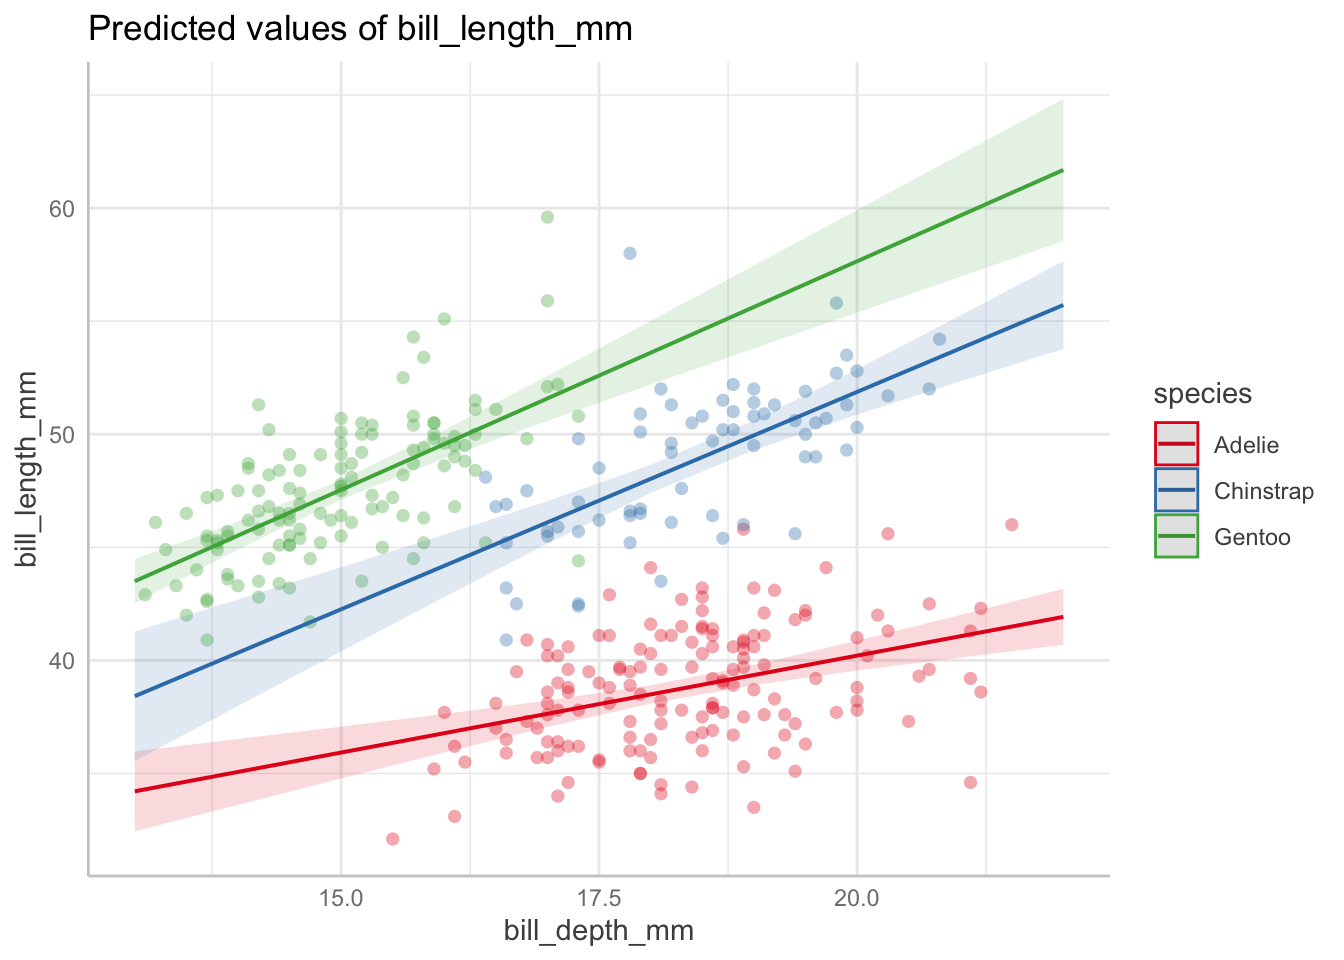 Predicted values of bill_length_mm
60
50
40
bill_length_mm
15.0
17.5
20.0
bill_depth_mm
species
Adelie
Chinstrap
Gentoo